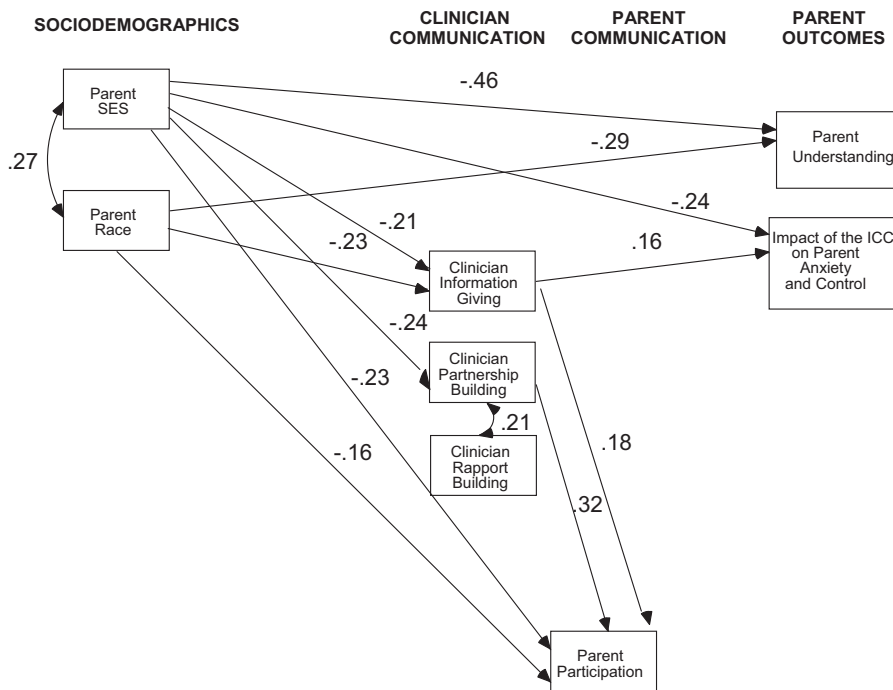 SOCIODEMOGRAPHICS
CLINICIAN
COMMUNICATION
PARENT
COMMUNICATION
PARENT
OUTCOMES
Parent
SES
-.46
Parent
Understanding
.27
-.29
Parent
Race
-.24
-.21
-.23
.16
Impact of the ICC
on Parent
Anxiety
and Control
Clinician
Information
Giving
-.24
Clinician
Partnership
Building
-.23
.21
Clinician
Rapport
Building
-.16
.18
.32
Parent
Participation